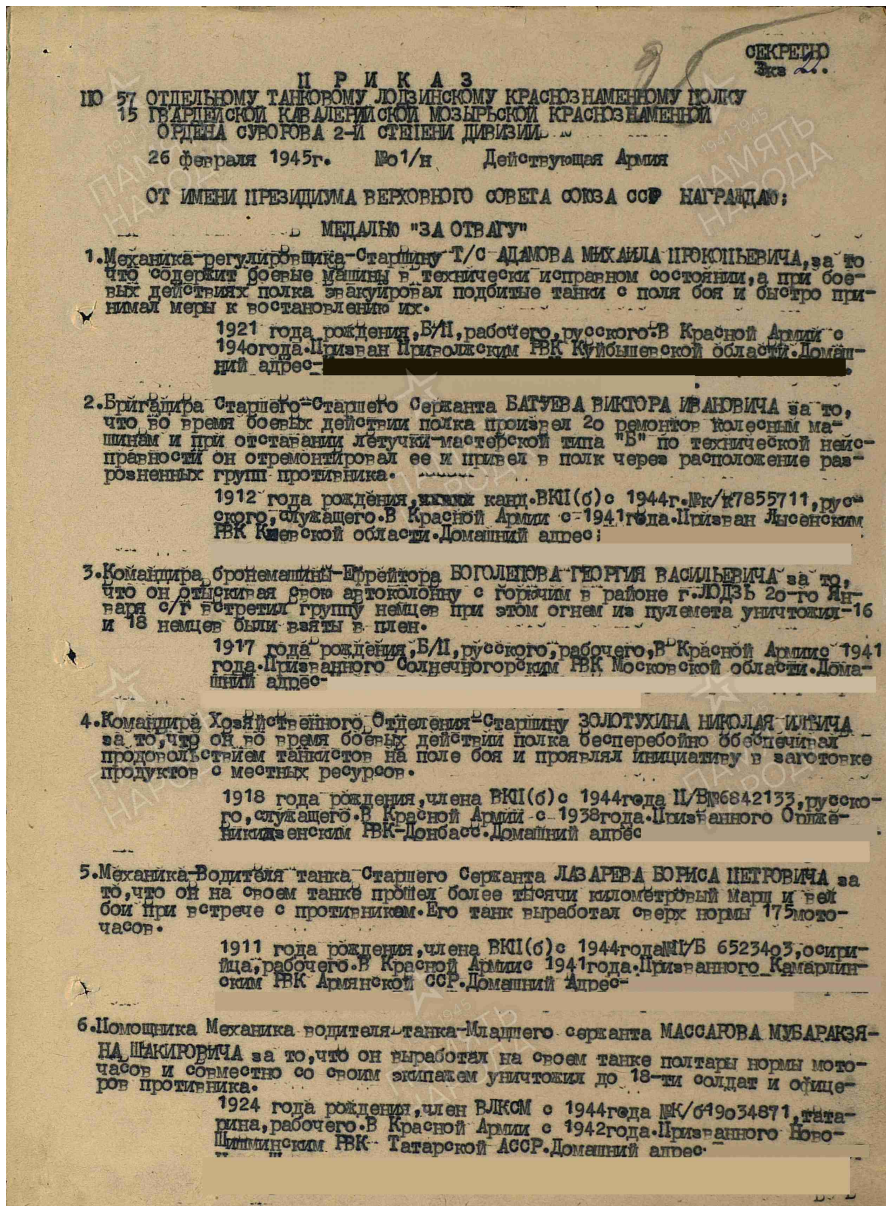 СЕКРЕТНО
Экз 2.
П Р И К А З
ПО 57 ОТДЕЛЬНОМУ ТАНКОВОМУ ЛОДЗИНСКОМУ КРАСНОЗНАМЕННОМУ ПОЛКУ
15 ГВАРДЕЙСКОЙ КАВАЛЕРИЙСКОЙ МОЗЫРЬСКОЙ КРАСНОЗНАМЕННОЙ
ОРДЕНА СУВОРОВА 2-Й СТЕПЕНИ ДИВИЗИИ
26 февраля 1945г. №о1/н Действующая Армия
ОТ ИМЕНИ ПРЕЗИДИУМА ВЕРХОВНОГО СОВЕТА СОЮЗА ССР НАГРАЖДАЮ;
МЕДАЛЬЮ "ЗА ОТВАГУ"
1.Механика-регулировщика-Старшину Т/С АДАМОВА МИХАИЛА ПРОКОПЬЕВИЧА,за то
что содержит боевые машины в технически исправном состоянии,а при бое-
вых действиях полка эвакуировал подбитые танки с поля боя и быстро при-
нимал меры к востановлению их.
1921 года рождения,Б/П,рабочего,русского.В Красной Армии с
194огода.Призван Приволжским РВК Куйбышевской области.Домаш-
ний адрес-
2.Бригадира Старшего-Старшего Сержанта БАТУЕВА ВИКТОРА ИВАНОВИЧА за то,
что во время боевых действии полка произвел 2о ремонтов колесным ма-
шинам и при отставании летучки-мастерской типа "Б" по технической неис-
правности он отремонтировал ее и привел в полк через расположение раз-
розненных групп противника.
1912 года рождения, канд.ВКП(б)с 1944г.№к/к7855711,рус-
ского,служащего.В Красной Армии с-1941года.Призван Лысенским
РВК Киевской области.Домашний адрес;
3.Командира бронемашины-Ефрейтора БОГОЛЕПОВА ГЕОРГИЯ ВАСИЛЬЕВИЧА за то,
что он отыскивая свою автоколонну с горючим в районе г.ЛОДЗЬ 2о-го Ян-
варя с/г встретил группу немцев при этом огнем из пулемета уничтожил-16
и 18 немцев были взяты в плен.
1917 года рождения,Б/П,русского,рабочего,В Красной Армиис 1941
года.Призванного Солнечногорским РВК Московской области.Дома-
шний адрес-
4.Командира Хозяйственного Отделения-Старшину ЗОЛОТУХИНА НИКОЛАЯ ИЛЬИЧА
за то,что он во время боевых действии полка бесперебойно обеспечивал
продовольствием танкистов на поле боя и проявлял инициативу в заготовке
продуктов с местных ресурсов.
1918 года рождения,члена ВКП(б)с 1944года П/В№6842133,русско-
го,служащего.В Красной Армии с-1938года.Призванного Орже-
никидзенским РВК-Донбасс.Домашний адрес
5.Механика-Водителя танка Старшего Сержанта ЛАЗАРЕВА БОРИСА ПЕТРОВИЧА за
то,что он на своем танке прошел более тысячи километровый марш и вел
бои при встрече с противником.Его танк выработал сверх нормы 175мото-
часов.
1911 года рождения,члена ВКП(б)с 1944года№П/Б 65234о3,осири-
йца,рабочего.В Красной Армиис 1941года.Призванного Камарлин-
ским РВК Армянской ССР.Домашний Адрес-
6.Помощника Механика водителя-танка-Младшего сержанта МАССАРОВА МУБАРАКЗЯ-
НА ШАКИРОВИЧА за то,что он выработал на своем танке полтары нормы мото-
часов и совместно со своим экипажем уничтожил до 18-ти солдат и офице-
ров противника.
1924 года рождения,член ВЛКСМ с 1944года №К/б19о34871,тата-
рина,рабочего.В Красной Армии с 1942года.Призванного Ново-
Шишминским РВК Татарской АССР.Домашний адрес.